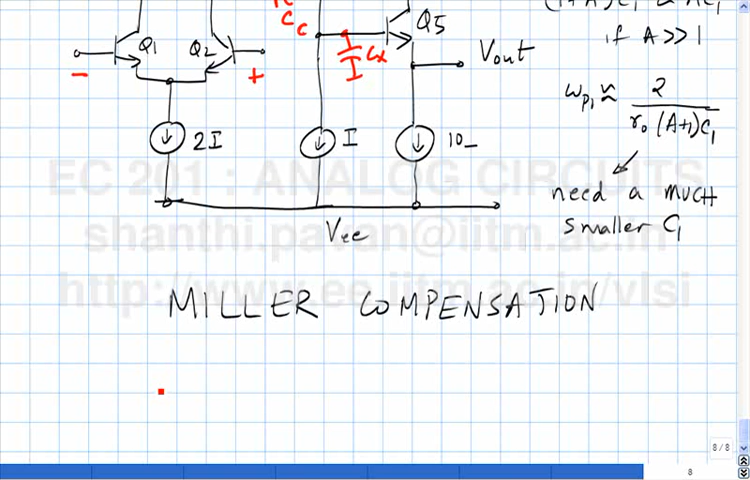 if A >> 1
Cc
Cx
Q1
Q2
Q5
-
+
Vout
ωp1 ≈ 2 / ro (A+1) C1
2I
I
10
need a MUCH
smaller C1
Vee
EC 201 : ANALOG CIRCUITS
shanthi.pavan@iitm.ac.in
http://www.ee.iitm.ac.in/vlsi
MILLER COMPENSATION
8 / 8
8